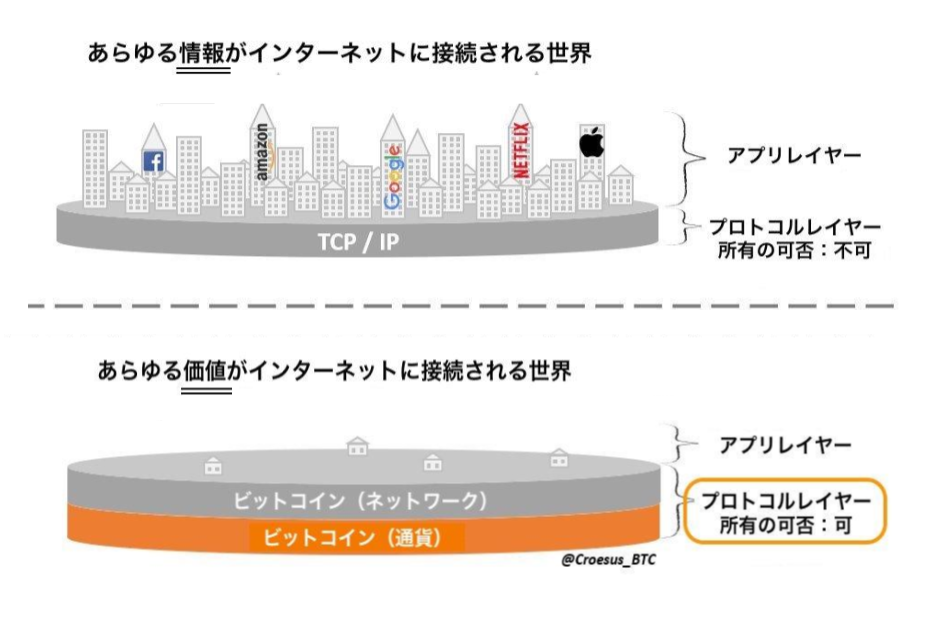 あらゆる情報がインターネットに接続される世界
amazon
Google
NETFLIX
アプリレイヤー
プロトコルレイヤー
所有の可否：不可
TCP / IP
あらゆる価値がインターネットに接続される世界
アプリレイヤー
ビットコイン（ネットワーク）
プロトコルレイヤー
所有の可否：可
ビットコイン（通貨）
@Croesus_BTC